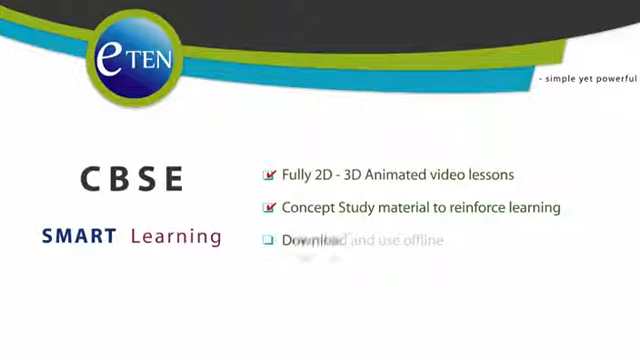 eTEN
- simple yet powerful
CBSE
SMART Learning
Fully 2D - 3D Animated video lessons
Concept Study material to reinforce learning
Download and use offline